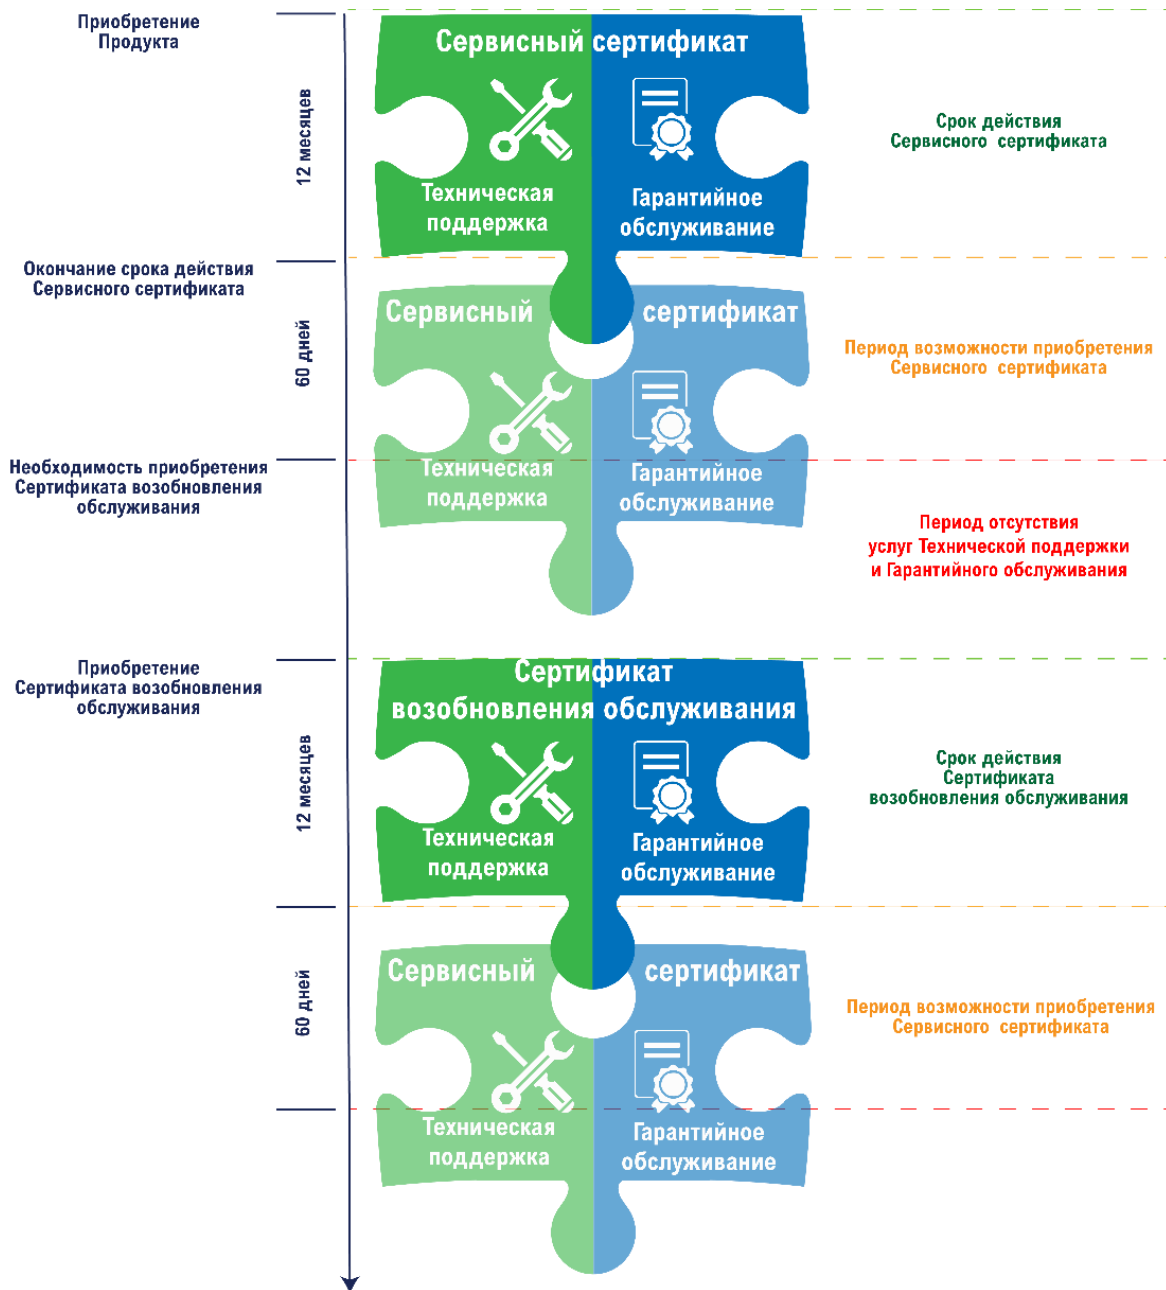 Приобретение
Продукта
12 месяцев
Сервисный сертификат
Техническая
поддержка
Гарантийное
обслуживание
Срок действия
Сервисного сертификата
Окончание срока действия
Сервисного сертификата
60 дней
Сервисный сертификат
Техническая
поддержка
Гарантийное
обслуживание
Период возможности приобретения
Сервисного сертификата
Необходимость приобретения
Сертификата возобновления
обслуживания
Период отсутствия
услуг Технической поддержки
и Гарантийного обслуживания
Приобретение
Сертификата возобновления
обслуживания
12 месяцев
Сертификат
возобновления обслуживания
Техническая
поддержка
Гарантийное
обслуживание
Срок действия
Сертификата
возобновления обслуживания
60 дней
Сервисный сертификат
Техническая
поддержка
Гарантийное
обслуживание
Период возможности приобретения
Сервисного сертификата